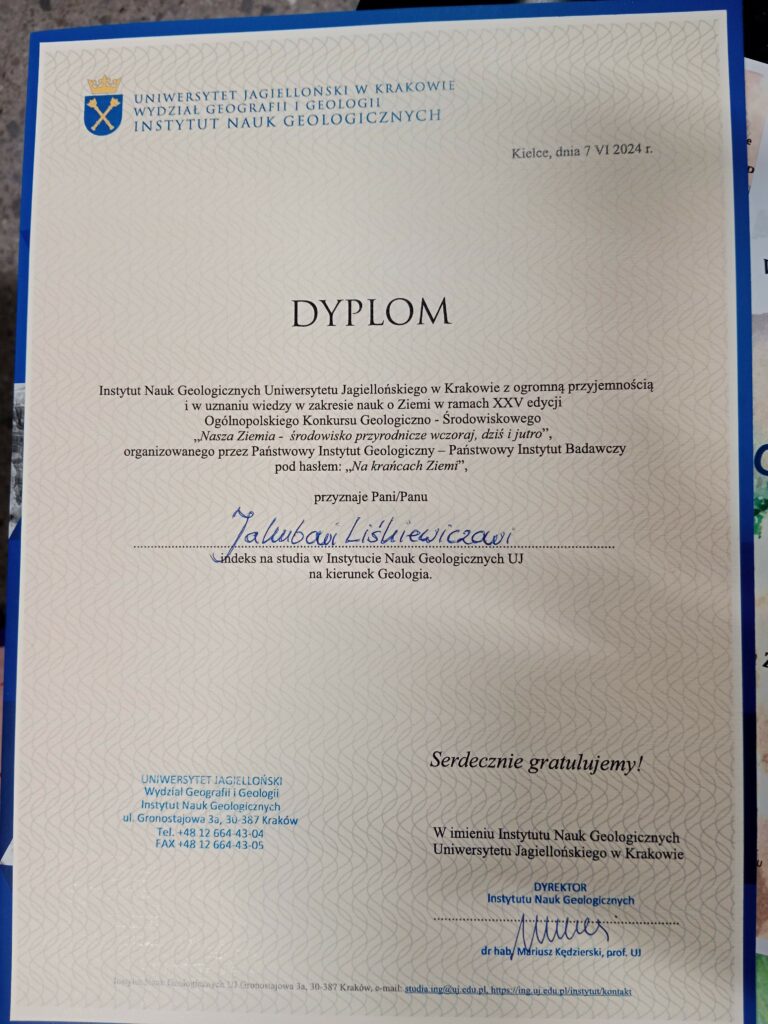 UNIWERSYTET JAGIELLOŃSKI W KRAKOWIE
WYDZIAŁ GEOGRAFII I GEOLOGII
INSTYTUT NAUK GEOLOGICZNYCH
Kielce, dnia 7 VI 2024 r.
DYPLOM
Instytut Nauk Geologicznych Uniwersytetu Jagiellońskiego w Krakowie z ogromną przyjemnością
i w uznaniu wiedzy w zakresie nauk o Ziemi w ramach XXV edycji
Ogólnopolskiego Konkursu Geologiczno - Środowiskowego
„Nasza Ziemia - środowisko przyrodnicze wczoraj, dziś i jutro”,
organizowanego przez Państwowy Instytut Geologiczny – Państwowy Instytut Badawczy
pod hasłem: „Na krańcach Ziemi”,
przyznaje Pani/Panu
Jakubowi Liśkiewiczowi
indeks na studia w Instytucie Nauk Geologicznych UJ
na kierunek Geologia.
Serdecznie gratulujemy!
UNIWERSYTET JAGIELLOŃSKI
Wydział Geografii i Geologii
Instytut Nauk Geologicznych
ul. Gronostajowa 3a, 30-387 Kraków
Tel. +48 12 664-43-04
FAX +48 12 664-43-05
W imieniu Instytutu Nauk Geologicznych
Uniwersytetu Jagiellońskiego w Krakowie
DYREKTOR
Instytutu Nauk Geologicznych
dr hab. Mariusz Kędzierski, prof. UJ
Instytut Nauk Geologicznych UJ Gronostajowa 3a, 30-387 Kraków, e-mail: studia.ing@uj.edu.pl, https://ing.uj.edu.pl/instytut/kontakt